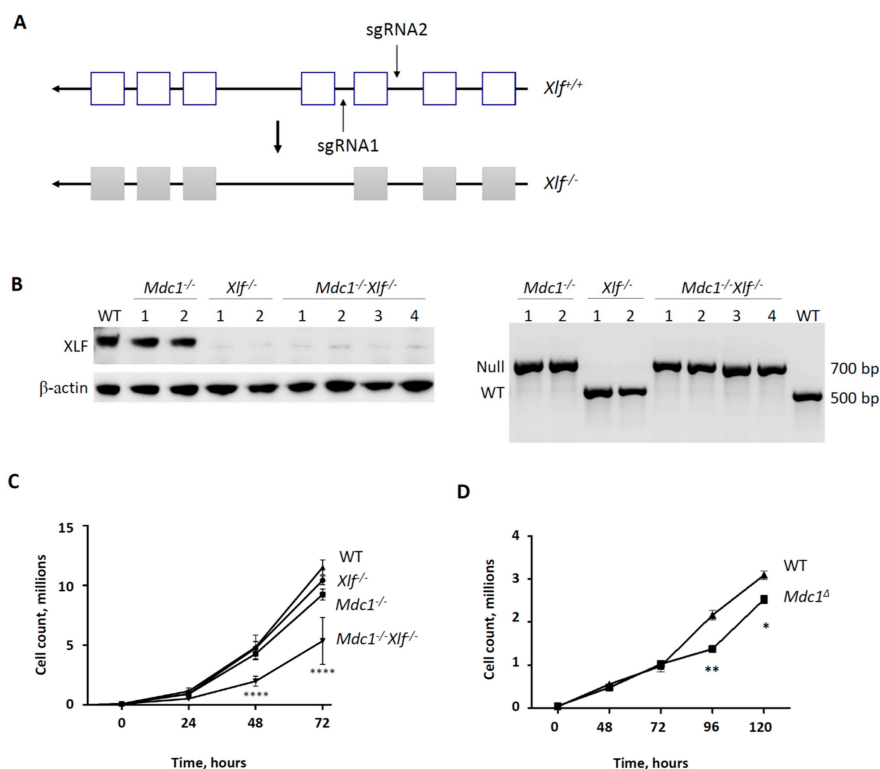 A
sgRNA2
Xlf+/+
sgRNA1
Xlf-/-
B
Mdc1-/- Xlf-/- Mdc1-/-Xlf-/-
WT 1 2 1 2 1 2 3 4
XLF
β-actin
Mdc1-/- Xlf-/- Mdc1-/-Xlf-/-
1 2 1 2 1 2 3 4 WT
Null 700 bp
WT 500 bp
C
Cell count, millions
15
10
5
0
0 24 48 72
Time, hours
WT
Xlf-/-
Mdc1-/-
Mdc1-/-Xlf-/-
****
****
D
Cell count, millions
4
3
2
1
0
0 48 72 96 120
Time, hours
WT
Mdc1Δ
*
**